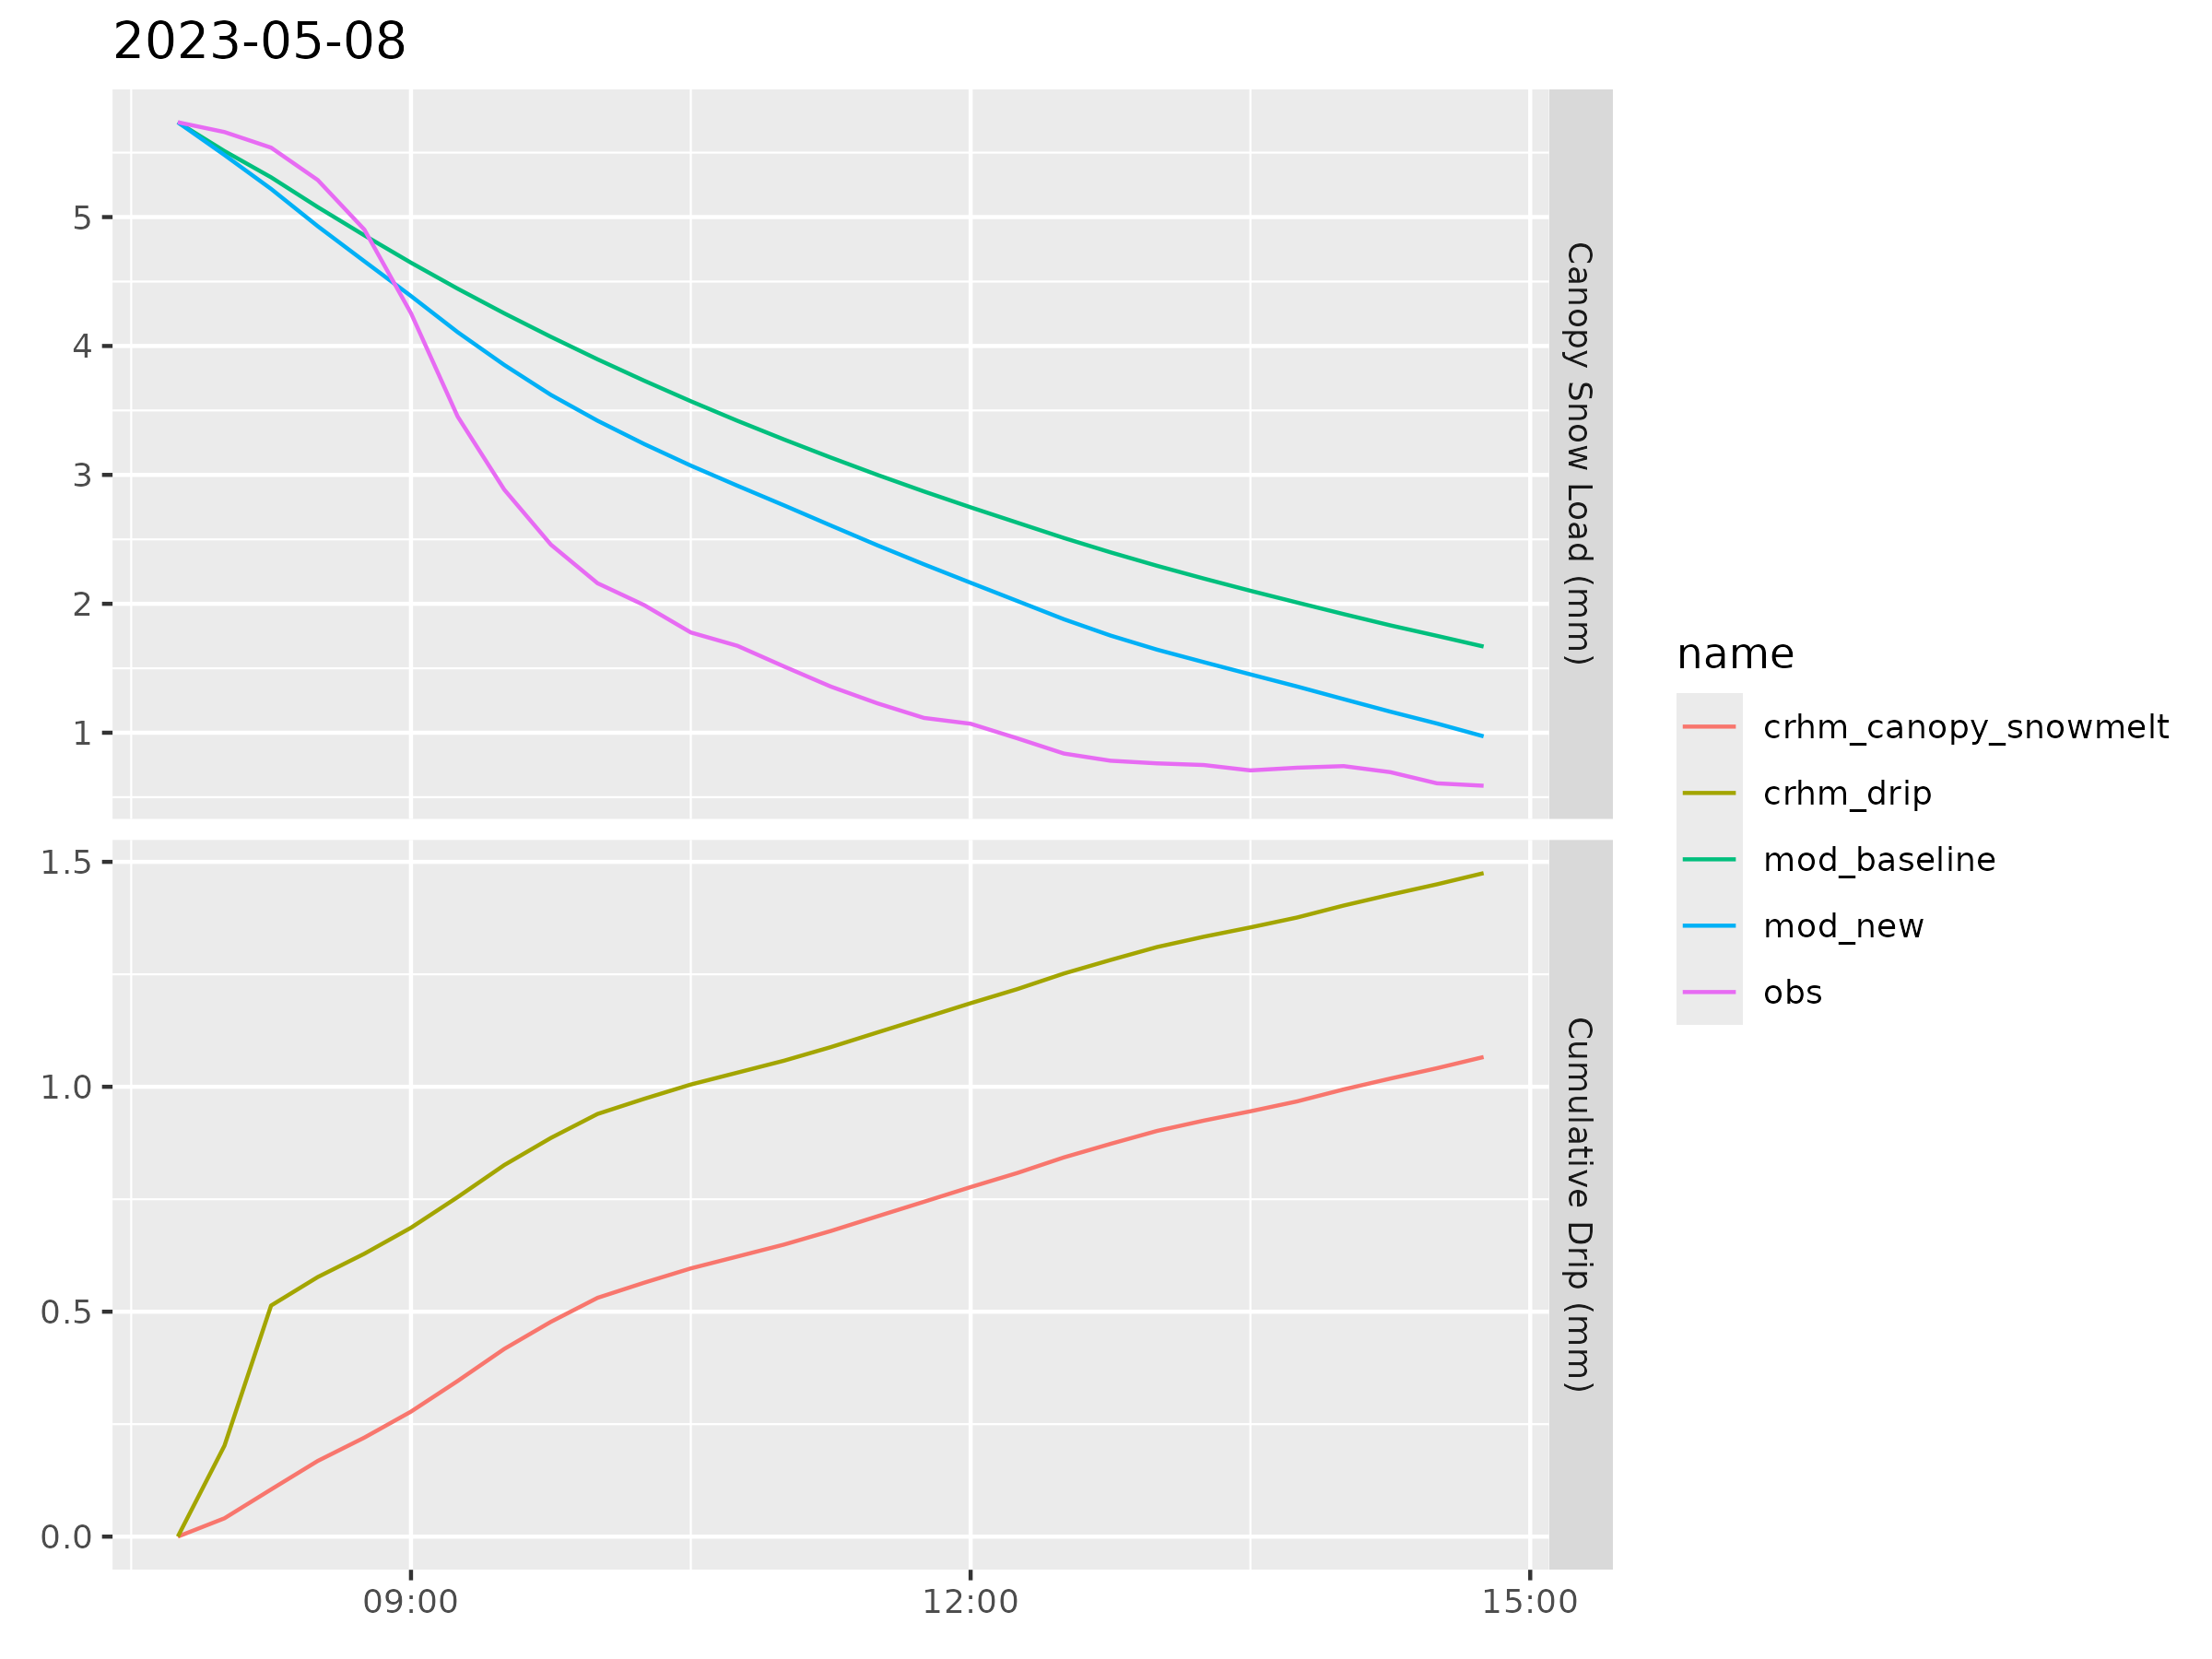 2023-05-08
5
4
3
2
1
Canopy Snow Load (mm)
1.5
1.0
0.5
0.0
Cumulative Drip (mm)
09:00
12:00
15:00
name
crhm_canopy_snowmelt
crhm_drip
mod_baseline
mod_new
obs